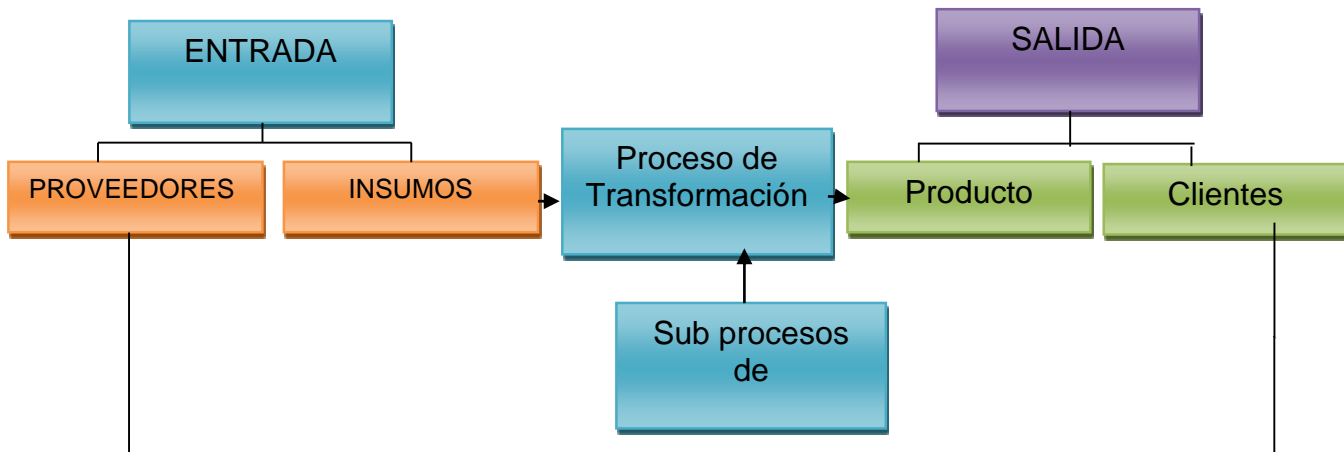 ENTRADA
SALIDA
PROVEEDORES
INSUMOS
Proceso de
Transformación
Producto
Clientes
Sub procesos
de